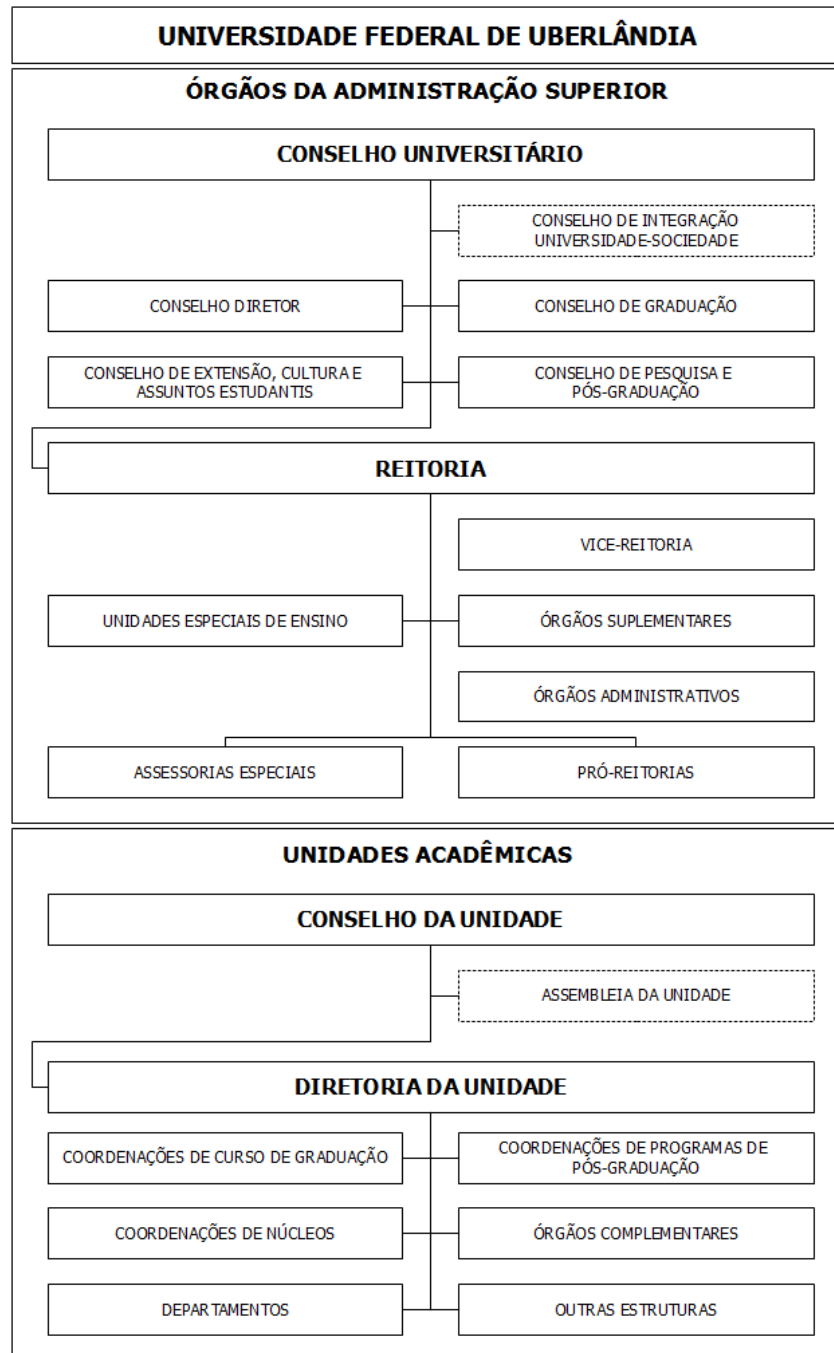 UNIVERSIDADE FEDERAL DE UBERLÂNDIA
ÓRGÃOS DA ADMINISTRAÇÃO SUPERIOR
CONSELHO UNIVERSITÁRIO
CONSELHO DE INTEGRAÇÃO
UNIVERSIDADE-SOCIEDADE
CONSELHO DIRETOR
CONSELHO DE GRADUAÇÃO
CONSELHO DE EXTENSÃO, CULTURA E
ASSUNTOS ESTUDANTIS
CONSELHO DE PESQUISA E
PÓS-GRADUAÇÃO
REITORIA
VICE-REITORIA
UNIDADES ESPECIAIS DE ENSINO
ÓRGÃOS SUPLEMENTARES
ÓRGÃOS ADMINISTRATIVOS
ASSESSORIAS ESPECIAIS
PRÓ-REITORIAS
UNIDADES ACADÊMICAS
CONSELHO DA UNIDADE
ASSEMBLEIA DA UNIDADE
DIRETORIA DA UNIDADE
COORDENAÇÕES DE CURSO DE GRADUAÇÃO
COORDENAÇÕES DE PROGRAMAS DE
PÓS-GRADUAÇÃO
COORDENAÇÕES DE NÚCLEOS
ÓRGÃOS COMPLEMENTARES
DEPARTAMENTOS
OUTRAS ESTRUTURAS